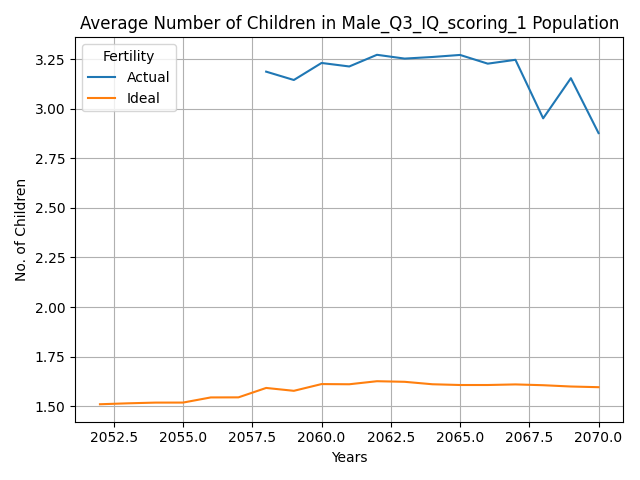 Average Number of Children in Male_Q3_IQ_scoring_1 Population
Fertility
Actual
Ideal
No. of Children
3.25
3.00
2.75
2.50
2.25
2.00
1.75
1.50
2052.5 2055.0 2057.5 2060.0 2062.5 2065.0 2067.5 2070.0
Years